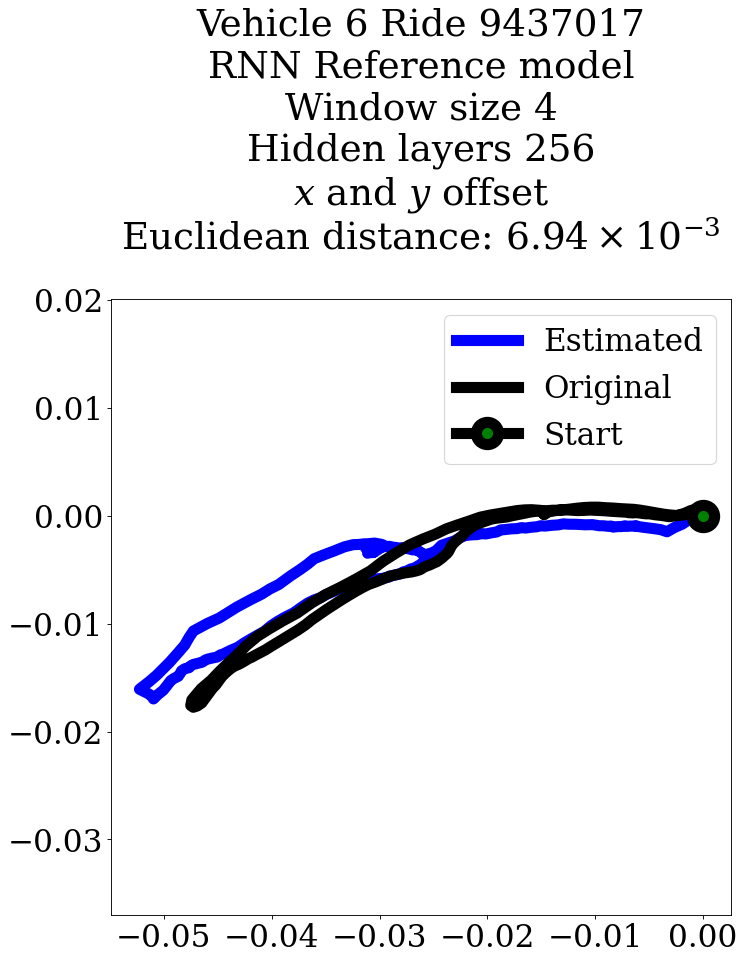 Vehicle 6 Ride 9437017
RNN Reference model
Window size 4
Hidden layers 256
x and y offset
Euclidean distance: 6.94 × 10⁻³
0.02
0.01
0.00
−0.01
−0.02
−0.03
Estimated
Original
Start
−0.05 −0.04 −0.03 −0.02 −0.01 0.00